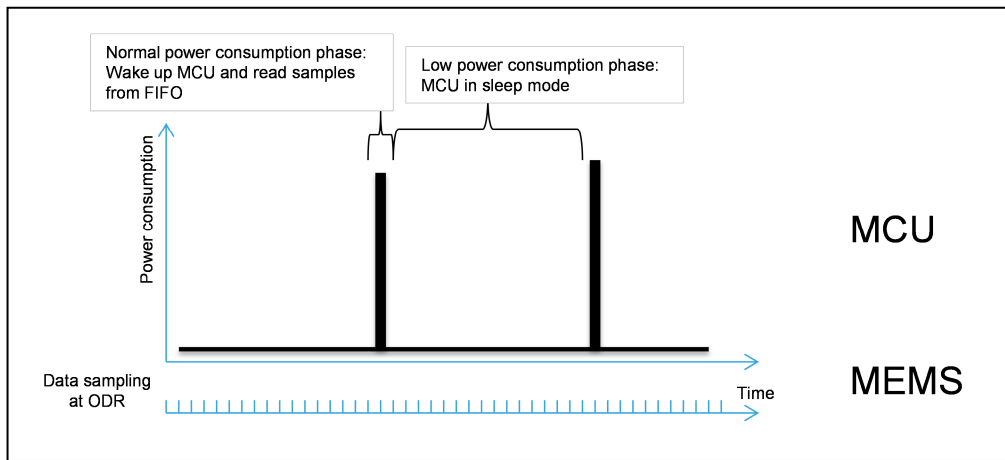 Normal power consumption phase:
Wake up MCU and read samples
from FIFO
Low power consumption phase:
MCU in sleep mode
Power consumption
MCU
Data sampling
at ODR
Time
MEMS